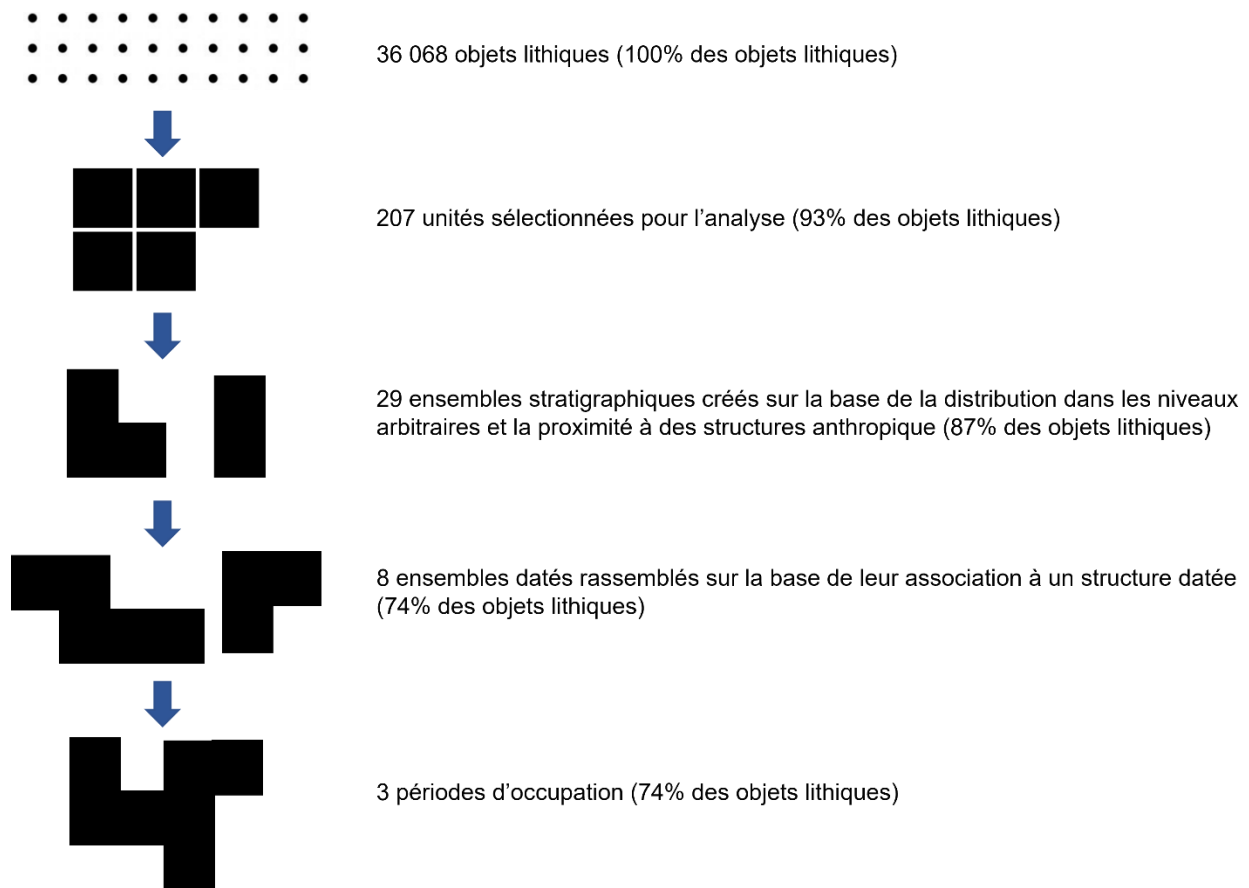 36 068 objets lithiques (100% des objets lithiques)
207 unités sélectionnées pour l’analyse (93% des objets lithiques)
29 ensembles stratigraphiques créés sur la base de la distribution dans les niveaux
arbitraires et la proximité à des structures anthropique (87% des objets lithiques)
8 ensembles datés rassemblés sur la base de leur association à un structure datée
(74% des objets lithiques)
3 périodes d’occupation (74% des objets lithiques)